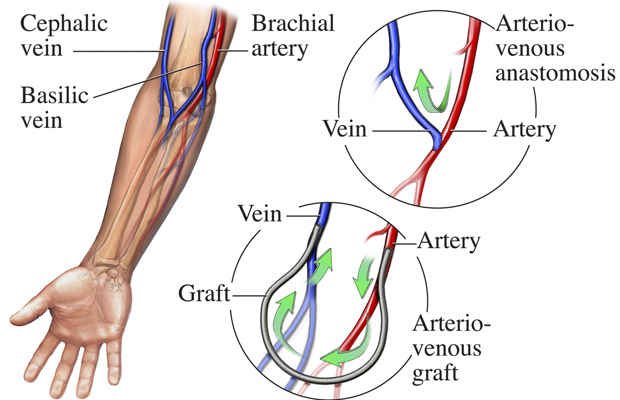 Cephalic
vein
Brachial
artery
Basilic
vein
Arterio-
venous
anastomosis
Vein
Artery
Vein
Artery
Graft
Arterio-
venous
graft